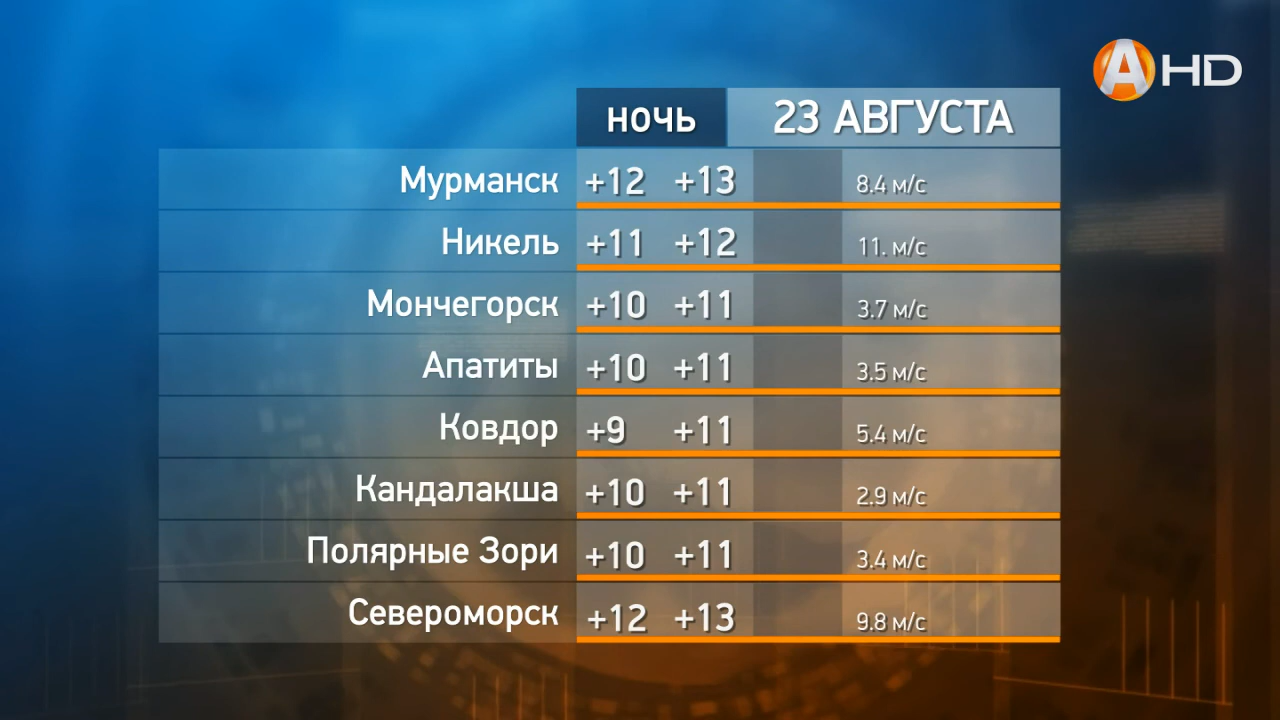 A HD
НОЧЬ 23 АВГУСТА
Мурманск +12 +13 8.4 м/с
Никель +11 +12 11. м/с
Мончегорск +10 +11 3.7 м/с
Апатиты +10 +11 3.5 м/с
Ковдор +9 +11 5.4 м/с
Кандалакша +10 +11 2.9 м/с
Полярные Зори +10 +11 3.4 м/с
Североморск +12 +13 9.8 м/с